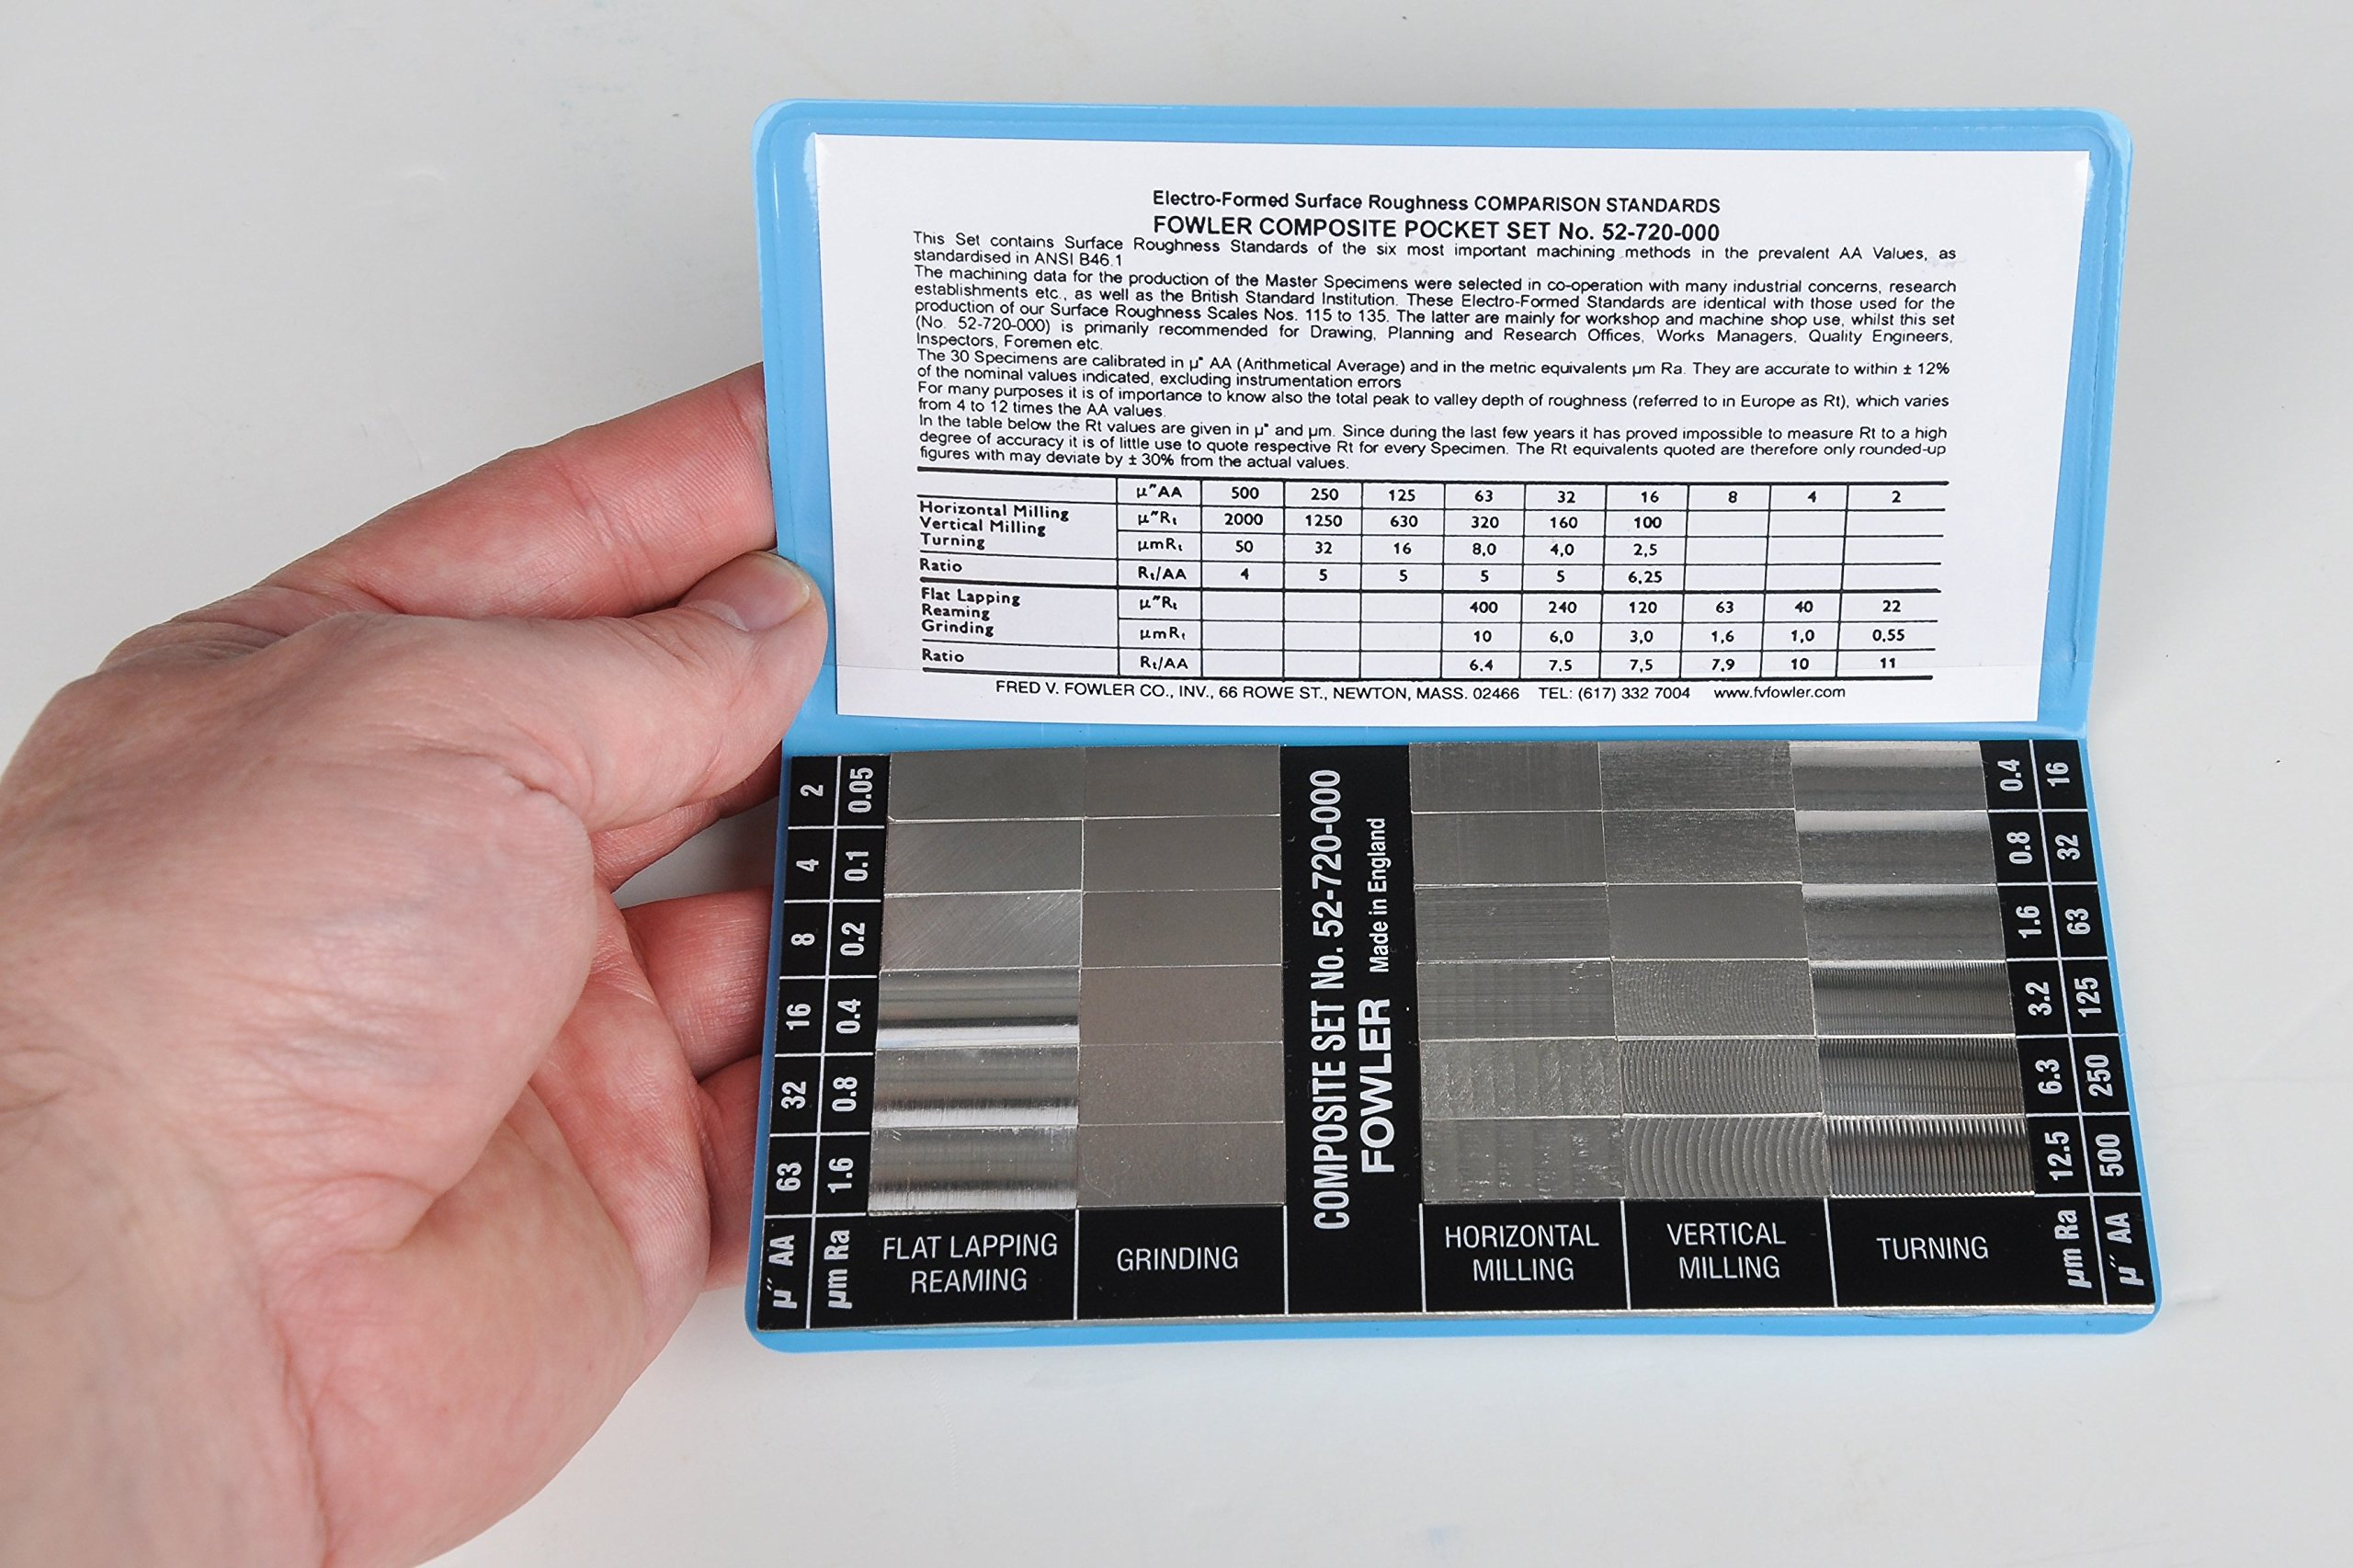 Electro-Formed Surface Roughness COMPARISON STANDARDS
FOWLER COMPOSITE POCKET SET No. 52-720-000
This Set contains Surface Roughness Standards of the six most important machining methods in the prevalent AA Values, as
standardised in ANSI B46.1
The machining data for the production of the Master Specimens were selected in co-operation with many industrial concerns, research
establishments etc., as well as the British Standard Institution. These Electro-Formed Standards are identical with those used for the
production of our Surface Roughness Scales Nos. 115 to 135. The latter are mainly for workshop and machine shop use, whilst this set
(No. 52-720-000) is primarily recommended for Drawing, Planning and Research Offices, Works Managers, Quality Engineers,
Inspectors, Foremen etc.
The 30 Specimens are calibrated in µ" AA (Arithmetical Average) and in the metric equivalents µm Ra. They are accurate to within ± 12%
of the nominal values indicated, excluding instrumentation errors
For many purposes it is of importance to know also the total peak to valley depth of roughness (referred to in Europe as Rt), which varies
from 4 to 12 times the AA values.
In the table below the Rt values are given in µ" and µm. Since during the last few years it has proved impossible to measure Rt to a high
degree of accuracy it is of little use to quote respective Rt for every Specimen. The Rt equivalents quoted are therefore only rounded-up
figures with may deviate by ± 30% from the actual values.
µ"AA 500 250 125 63 32 16 8 4 2
Horizontal Milling
Vertical Milling
Turning
µ"Rt 2000 1250 630 320 160 100
µmRt 50 32 16 8,0 4,0 2,5
Ratio Rt/AA 4 5 5 5 5 6,25
Flat Lapping
Reaming
Grinding
µ"Rt 400 240 120 63 40 22
µmRt 10 6,0 3,0 1,6 1,0 0,55
Ratio Rt/AA 6.4 7.5 7,5 7,9 10 11
FRED V. FOWLER CO., INV., 66 ROWE ST., NEWTON, MASS. 02466 TEL: (617) 332 7004 www.fvfowler.com
2 0.05
4 0.1
8 0.2
16 0.4
32 0.8
63 1.6
µ" AA µm Ra
FLAT LAPPING
REAMING
GRINDING
COMPOSITE SET No. 52-720-000
FOWLER Made in England
HORIZONTAL
MILLING
VERTICAL
MILLING
TURNING
0.4 16
0.8 32
1.6 63
3.2 125
6.3 250
12.5 500
µm Ra µ" AA